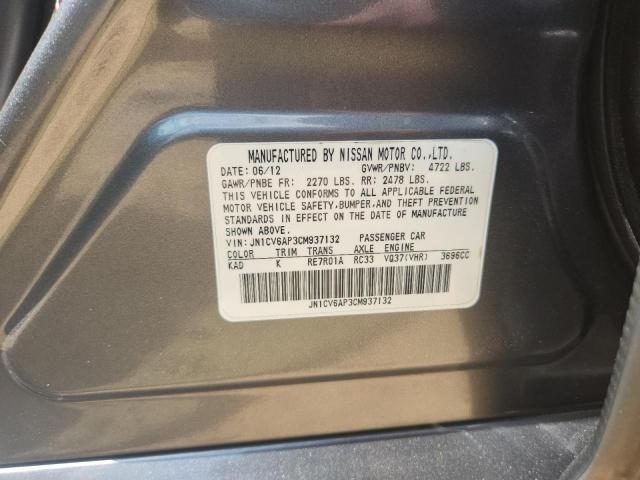 MANUFACTURED BY NISSAN MOTOR CO.,LTD.
DATE: 06/12 GVWR/PNBV: 4722 LBS.
GAWR/PNBE FR: 2270 LBS. RR: 2478 LBS.
THIS VEHICLE CONFORMS TO ALL APPLICABLE FEDERAL
MOTOR VEHICLE SAFETY,BUMPER,AND THEFT PREVENTION
STANDARDS IN EFFECT ON THE DATE OF MANUFACTURE
SHOWN ABOVE.
VIN: JN1CV6AP3CM937132 PASSENGER CAR
COLOR TRIM TRANS AXLE ENGINE
KAD K RE7R01A RC33 VQ37(VHR) 3696CC
JN1CV6AP3CM937132